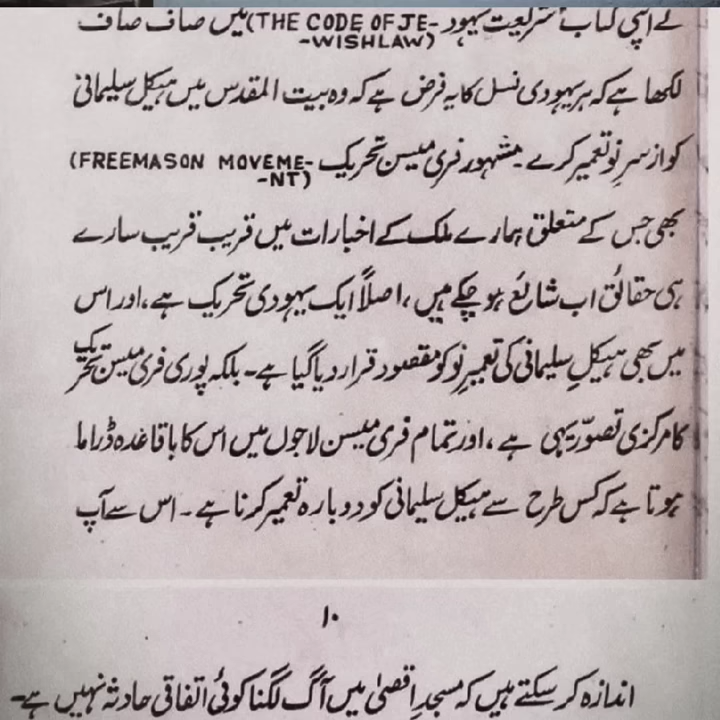 نے اپنی کتاب شریعتِ یہود (THE CODE OF JE-
-WISHLAW) میں صاف صاف
لکھا ہے کہ ہر یہودی نسل کا یہ فرض ہے کہ وہ بیت المقدس میں ہیکل سلیمانی
کو از سرِ نو تعمیر کرے۔ مشہور فری میسن تحریک (FREEMASON MOVEME-
-NT)
بھی جس کے متعلق ہمارے ملک کے اخبارات میں قریب قریب سارے
ہی حقائق اب شائع ہو چکے ہیں، اصلاً ایک یہودی تحریک ہے، اور اس
میں بھی ہیکلِ سلیمانی کی تعمیرِ نو کو مقصود قرار دیا گیا ہے۔ بلکہ پوری فری میسن تحریک
کا مرکزی تصوّر یہی ہے، اور تمام فری میسن لاجوں میں اس کا باقاعدہ ڈراما
ہوتا ہے کہ کس طرح سے ہیکل سلیمانی کو دوبارہ تعمیر کرنا ہے۔ اس سے آپ
۱۰
اندازہ کر سکتے ہیں کہ مسجدِ اقصیٰ میں آگ لگنا کوئی اتفاقی حادثہ نہیں ہے۔